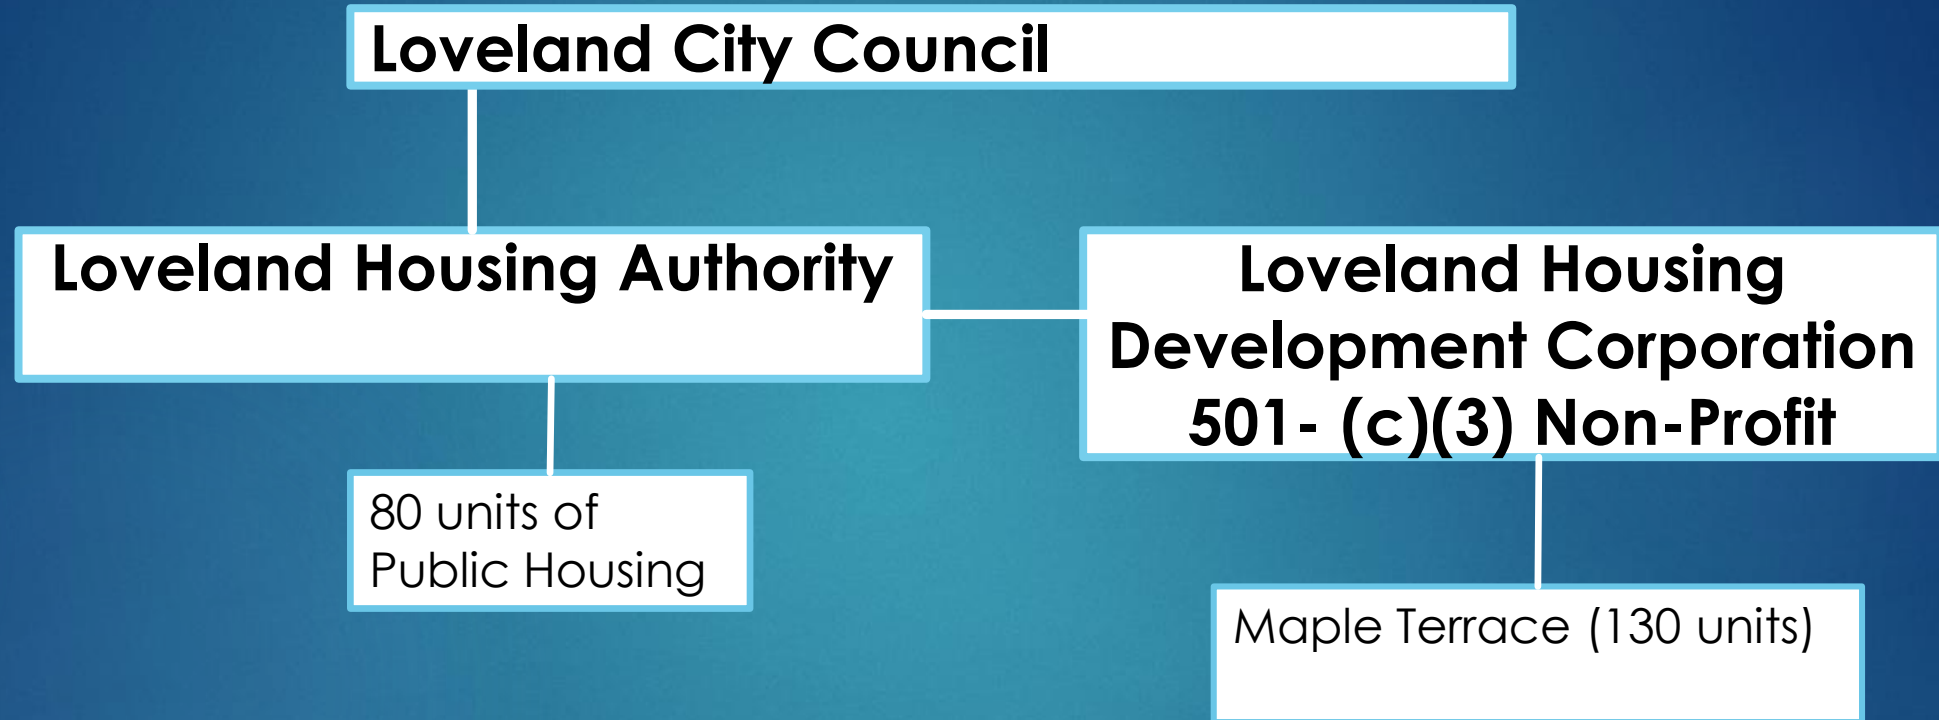 Loveland City Council
Loveland Housing Authority
Loveland Housing
Development Corporation
501- (c)(3) Non-Profit
80 units of
Public Housing
Maple Terrace (130 units)